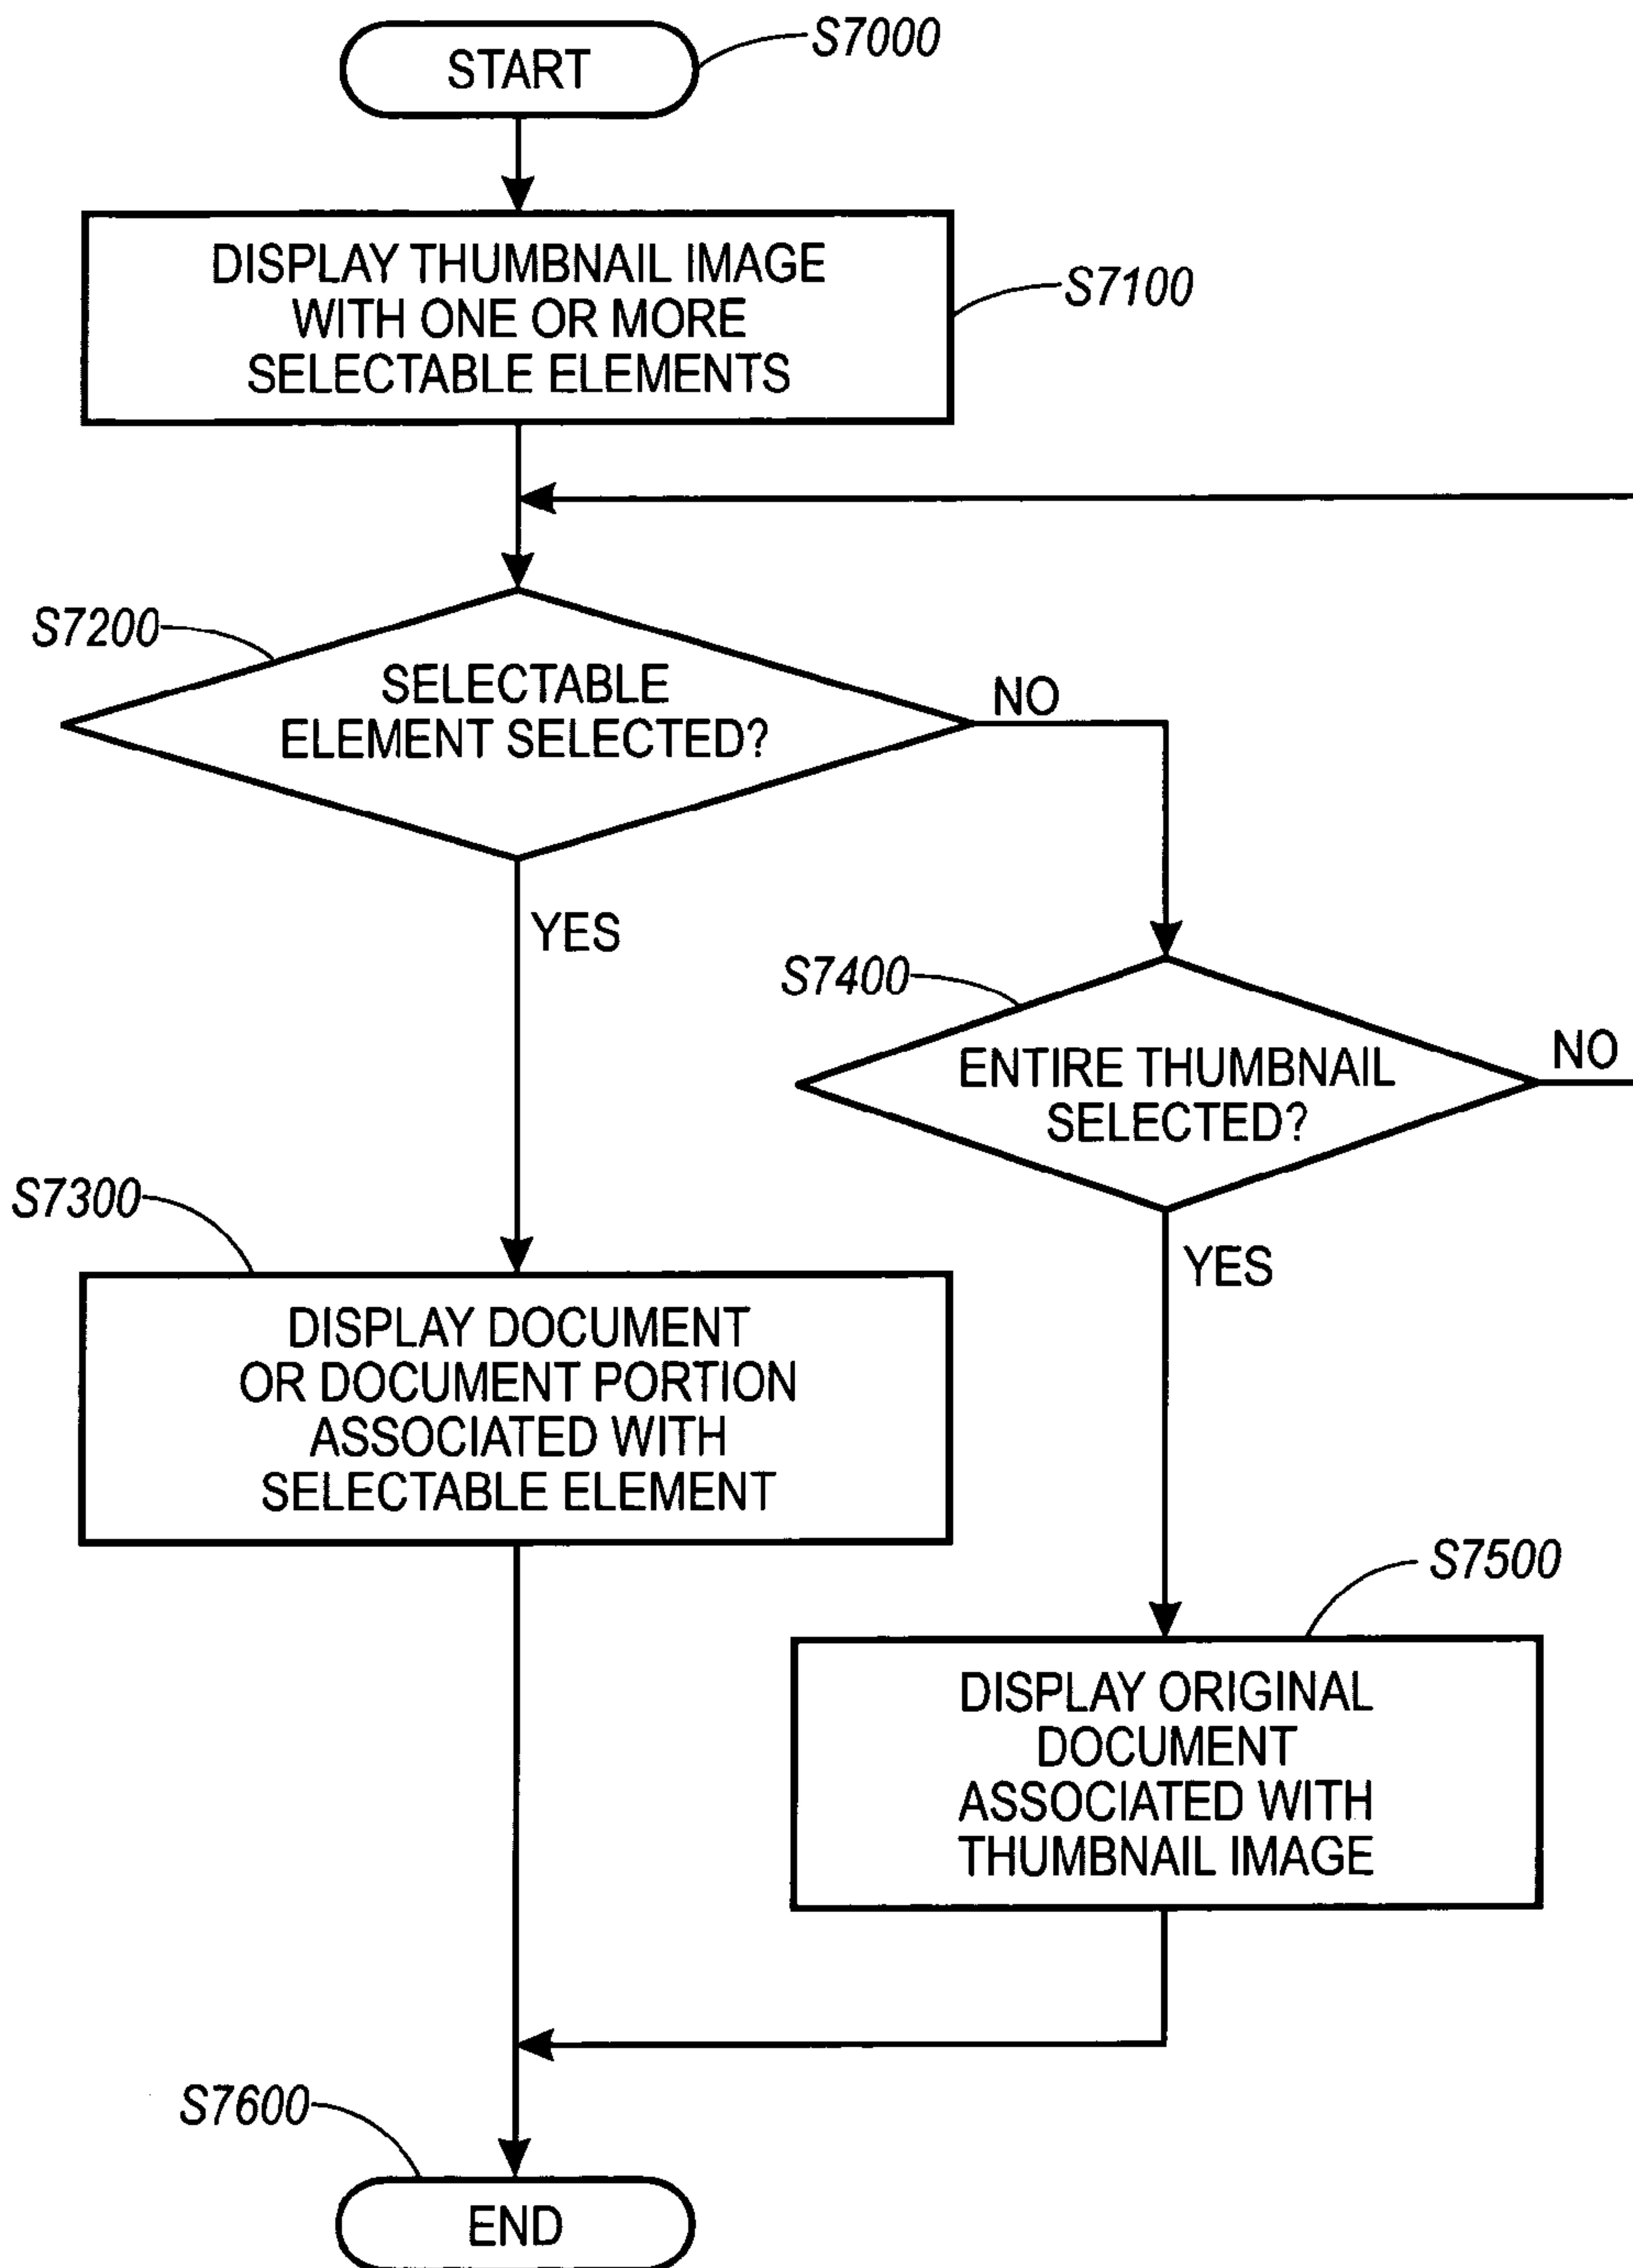 START
S7000
DISPLAY THUMBNAIL IMAGE
WITH ONE OR MORE
SELECTABLE ELEMENTS
S7100
S7200
SELECTABLE
ELEMENT SELECTED?
NO
YES
S7400
ENTIRE THUMBNAIL
SELECTED?
NO
YES
S7300
DISPLAY DOCUMENT
OR DOCUMENT PORTION
ASSOCIATED WITH
SELECTABLE ELEMENT
S7500
DISPLAY ORIGINAL
DOCUMENT
ASSOCIATED WITH
THUMBNAIL IMAGE
S7600
END